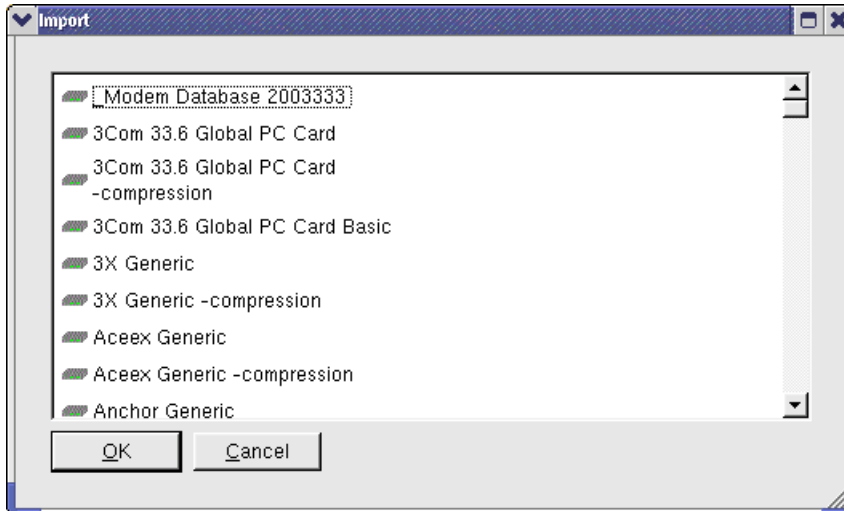 Import
_Modem Database 2003333
3Com 33.6 Global PC Card
3Com 33.6 Global PC Card
-compression
3Com 33.6 Global PC Card Basic
3X Generic
3X Generic -compression
Aceex Generic
Aceex Generic -compression
Anchor Generic
OK
Cancel